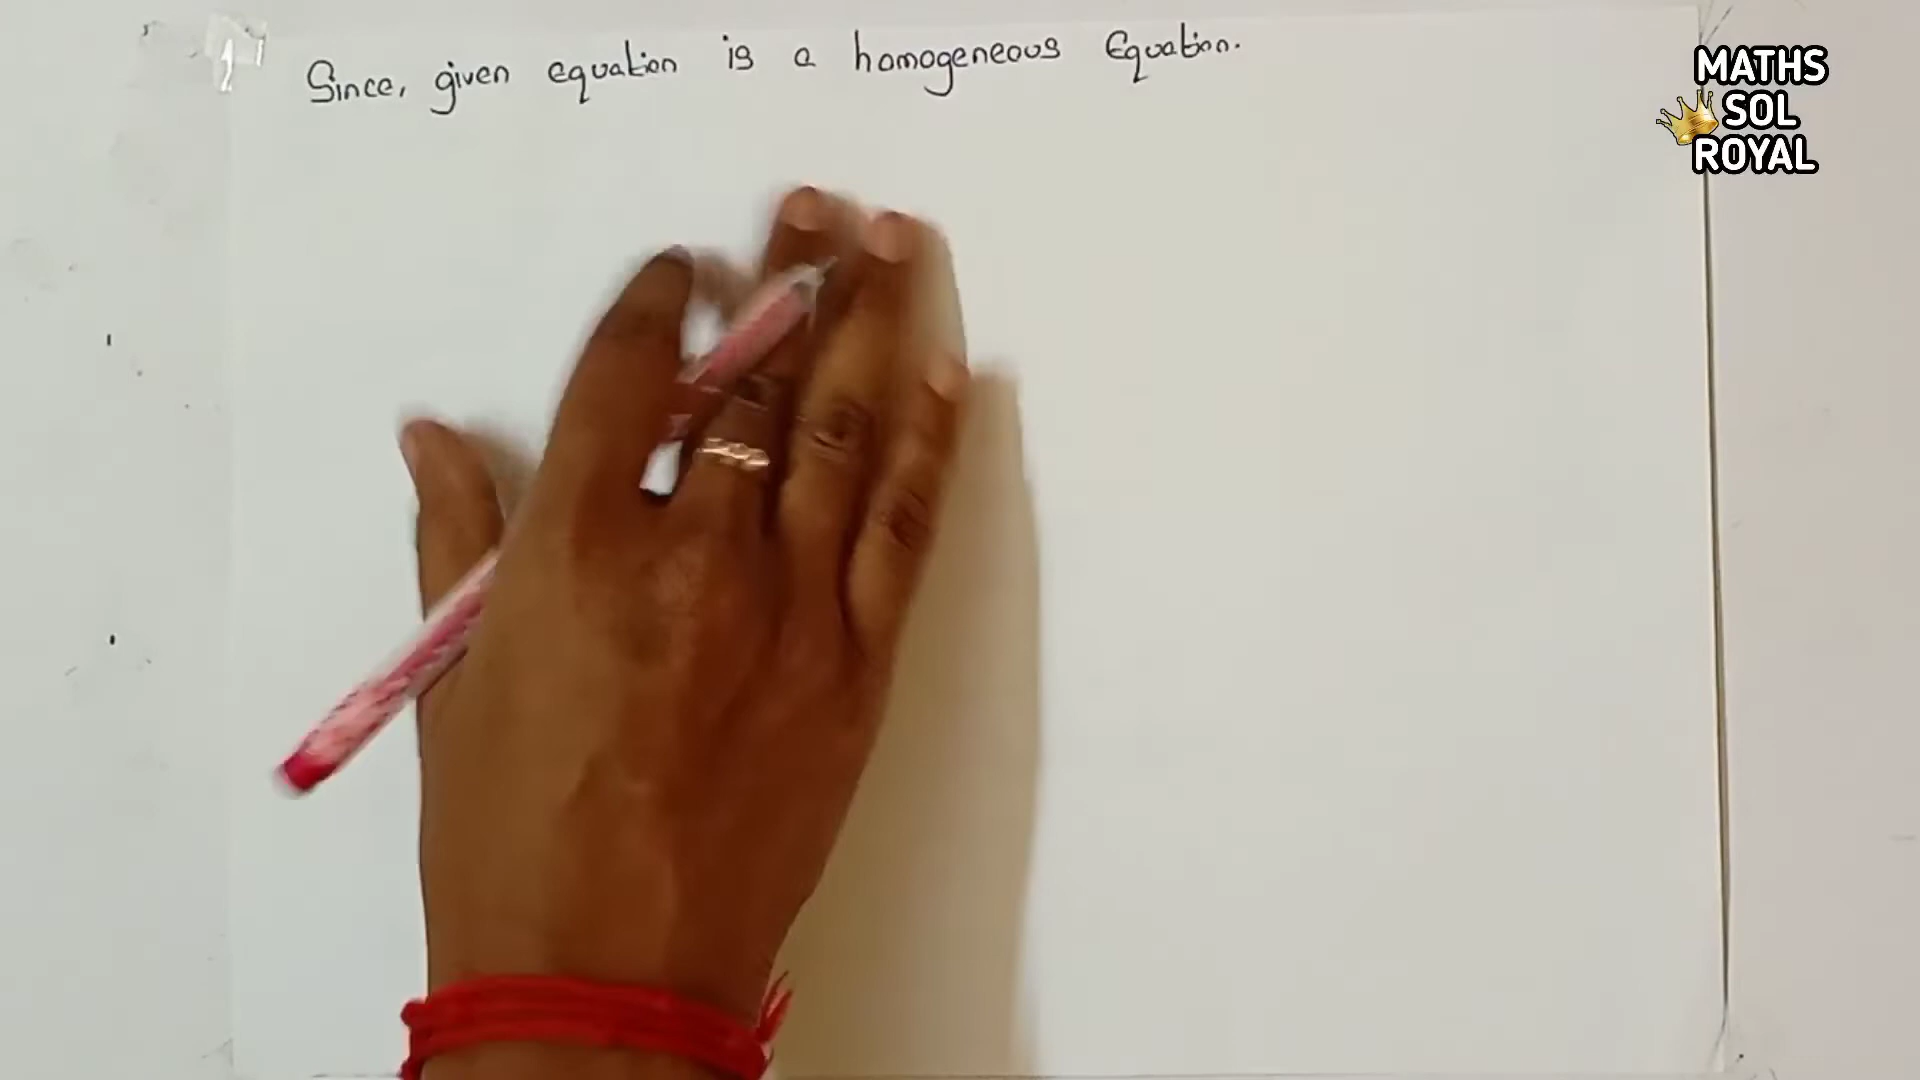 Since, given equation is a homogeneous Equation.
MATHS
SOL
ROYAL